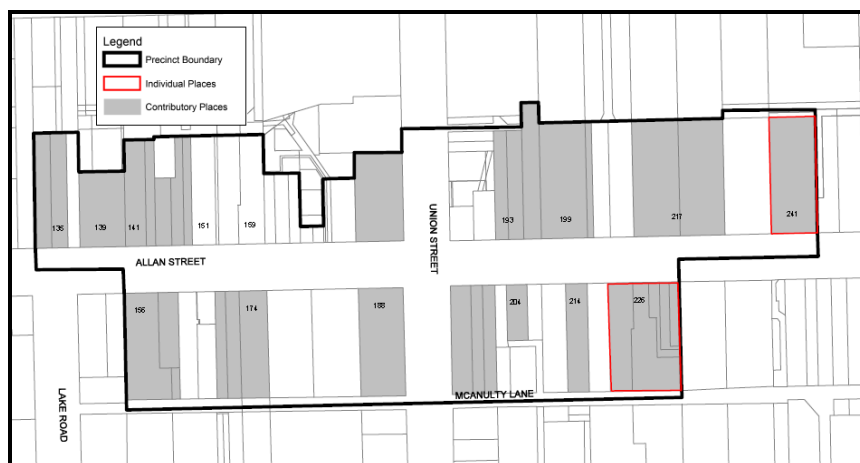 Legend
Precinct Boundary
Individual Places
Contributory Places
135
139
141
151
159
193
199
217
241
UNION STREET
ALLAN STREET
156
174
188
204
214
226
LAKE ROAD
MCANULTY LANE